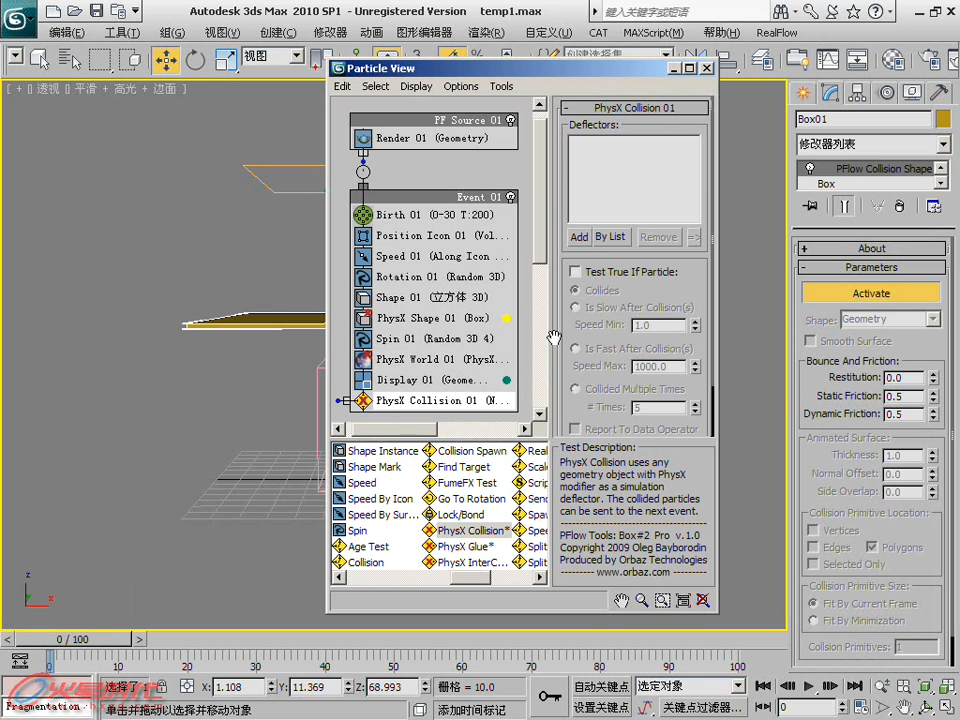 Autodesk 3ds Max 2010 SP1 - Unregistered Version temp1.max
键入关键字或短语
编辑(E) 工具(T) 组(G) 视图(V) 创建(C) 修改器 动画 图形编辑器 渲染(R) 自定义(U) CAT MAXScript(M) 帮助(H) RealFlow
视图
[ + [] 透视 [] 平滑 + 高光 + 边面 ]
Particle View
Edit Select Display Options Tools
PF Source 01
Render 01 (Geometry)
Event 01
Birth 01 (0-30 T:200)
Position Icon 01 (Vol...
Speed 01 (Along Icon ...
Rotation 01 (Random 3D)
Shape 01 (立方体 3D)
PhysX Shape 01 (Box)
Spin 01 (Random 3D 4)
PhysX World 01 (PhysX...
Display 01 (Geome...
PhysX Collision 01 (N...
Shape Instance
Shape Mark
Speed
Speed By Icon
Speed By Sur...
Spin
Age Test
Collision
Collision Spawn
Find Target
FumeFX Test
Go To Rotation
Lock/Bond
PhysX Collision*
PhysX Glue*
PhysX InterC...
Real
Scale
Scrip
Send
Spee
Split
Split
PhysX Collision 01
Deflectors:
Add By List Remove =>
Test True If Particle:
Collides
Is Slow After Collision(s)
Speed Min: 1.0
Is Fast After Collision(s)
Speed Max: 1000.0
Collided Multiple Times
# Times: 5
Report To Data Operator
Test Description:
PhysX Collision uses any
geometry object with PhysX
modifier as a simulation
deflector. The collided particles
can be sent to the next event.
PFlow Tools: Box#2 Pro v.1.0
Copyright 2009 Oleg Bayborodin
Produced by Orbaz Technologies
----------- www.orbaz.com --------
Box01
修改器列表
PFlow Collision Shape
Box
+ About
- Parameters
Activate
Shape: Geometry
Smooth Surface
Bounce And Friction:
Restitution: 0.0
Static Friction: 0.5
Dynamic Friction: 0.5
Animated Surface:
Thickness: 1.0
Normal Offset: 0.0
Side Overlap: 0.0
Collision Primitive Location:
Vertices
Edges Polygons
Selected Only
Collision Primitive Size:
Fit By Current Frame
Fit By Minimization
Collision Primitives: 1
z
x
< 0 / 100 >
0 10 20 30 40 50 60 70 80 90 100
选择了 1 X: 1.108 Y: 11.369 Z: 68.993 栅格 = 10.0 自动关键点 选定对象
Fragmentation 单击并拖动以选择并移动对象 添加时间标记 设置关键点 关键点过滤器... 0